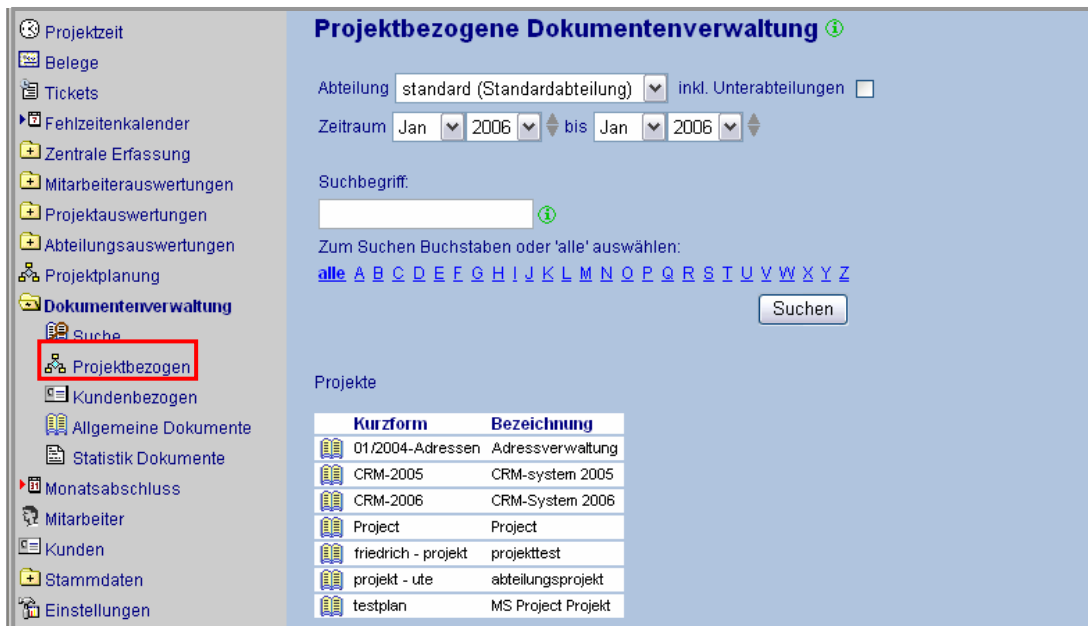 Projektzeit
Belege
Tickets
Fehlzeitenkalender
Zentrale Erfassung
Mitarbeiterauswertungen
Projektauswertungen
Abteilungsauswertungen
Projektplanung
Dokumentenverwaltung
Suche
Projektbezogen
Kundenbezogen
Allgemeine Dokumente
Statistik Dokumente
Monatsabschluss
Mitarbeiter
Kunden
Stammdaten
Einstellungen
Projektbezogene Dokumentenverwaltung
Abteilung standard (Standardabteilung) inkl. Unterabteilungen
Zeitraum Jan 2006 bis Jan 2006
Suchbegriff:
Zum Suchen Buchstaben oder 'alle' auswählen:
alle A B C D E F G H I J K L M N O P Q R S T U V W X Y Z
Suchen
Projekte
Kurzform Bezeichnung
01/2004-Adressen Adressverwaltung
CRM-2005 CRM-system 2005
CRM-2006 CRM-System 2006
Project Project
friedrich - projekt projekttest
projekt - ute abteilungsprojekt
testplan MS Project Projekt